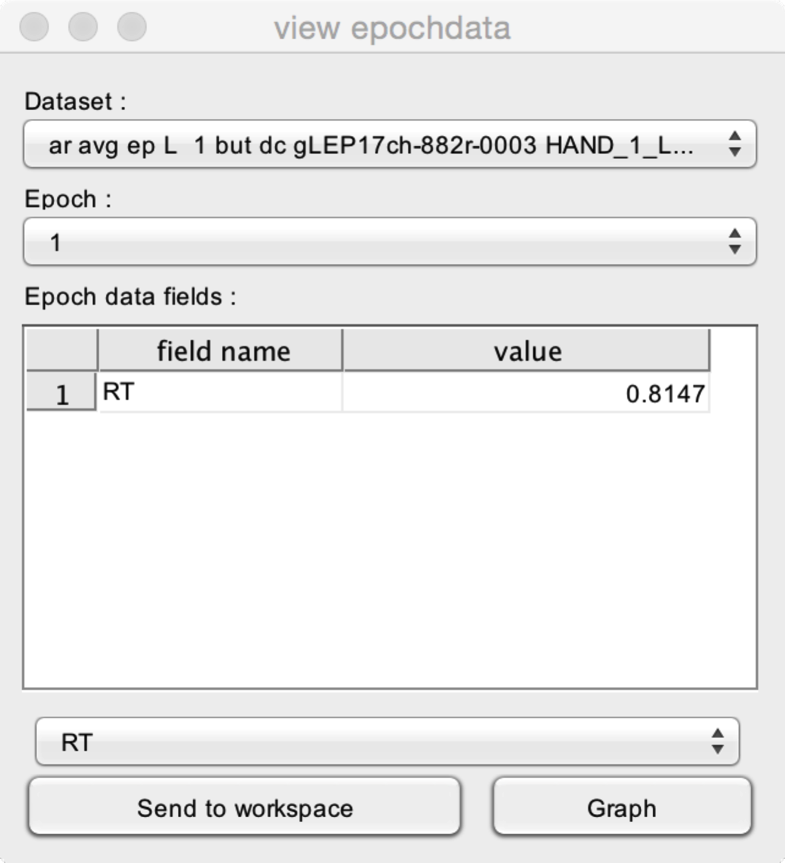 view epochdata
Dataset :
ar avg ep L  1 but dc gLEP17ch-882r-0003 HAND_1_L...
Epoch :
1
Epoch data fields :
field name value
1 RT 0.8147
RT
Send to workspace Graph